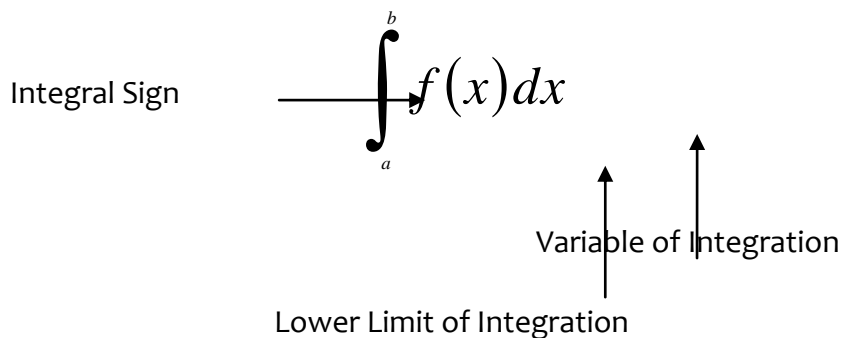 b
Integral Sign ∫ f(x)dx
a
Variable of Integration
Lower Limit of Integration